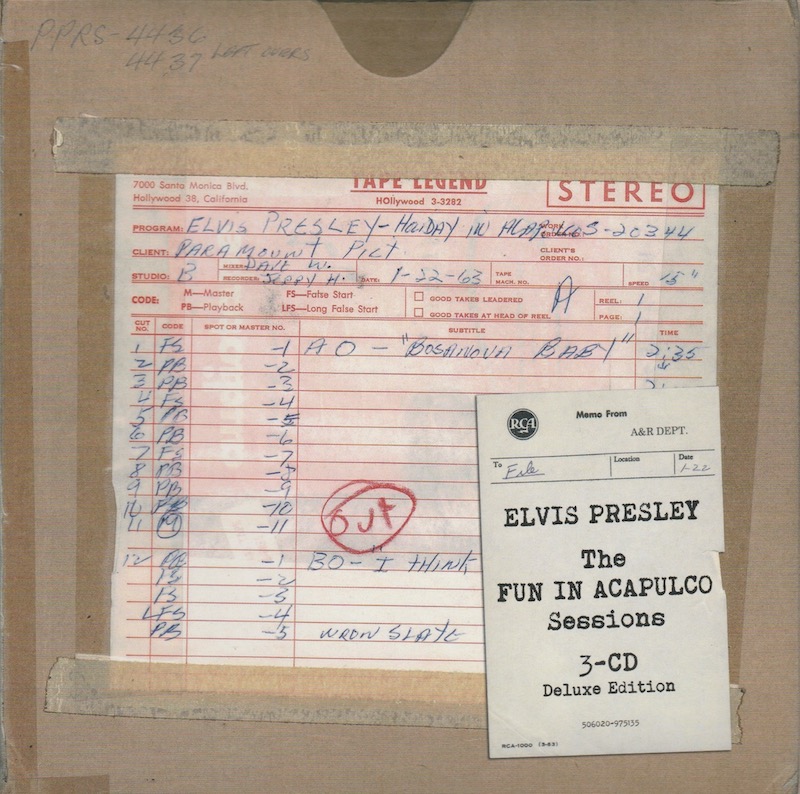 PPRS-4436
4437 LEFT OVERS
7000 Santa Monica Blvd.
Hollywood 38, California
TAPE LEGEND
HOllywood 3-3282
STEREO
PROGRAM: ELVIS PRESLEY-HOLIDAY IN ACAPULCO-20344
CLIENT: PARAMOUNT PICT
CLIENT'S ORDER NO.:
STUDIO: B
MIXER: DALE W.
RECORDER: JERRY H.
DATE: 1-22-63
TAPE MACH. NO.
SPEED 15"
CODE: M—Master FS—False Start
PB—Playback LFS—Long False Start
GOOD TAKES LEADERED
GOOD TAKES AT HEAD OF REEL
A
REEL: 1
PAGE: 1
CUT NO. CODE SPOT OR MASTER NO. SUBTITLE TIME
1 FS -1 AO - "BOSANOVA BABY" 2:35
2 PB -2
3 PB -3 2:
4 FS -4
5 PB -5
6 PB -6
7 FS -7
8 PB -8
9 PB -9
10 PB -10
11 M -11
OUT
12 -1 BO- "I THINK
FS -2
FS -3
LFS -4
PB -5 WRON SLATE
RCA
Memo From
A&R DEPT.
To File Location Date 1-22
ELVIS PRESLEY
The
FUN IN ACAPULCO
Sessions
3-CD
Deluxe Edition
506020-975135
RCA-1000 (3-63)